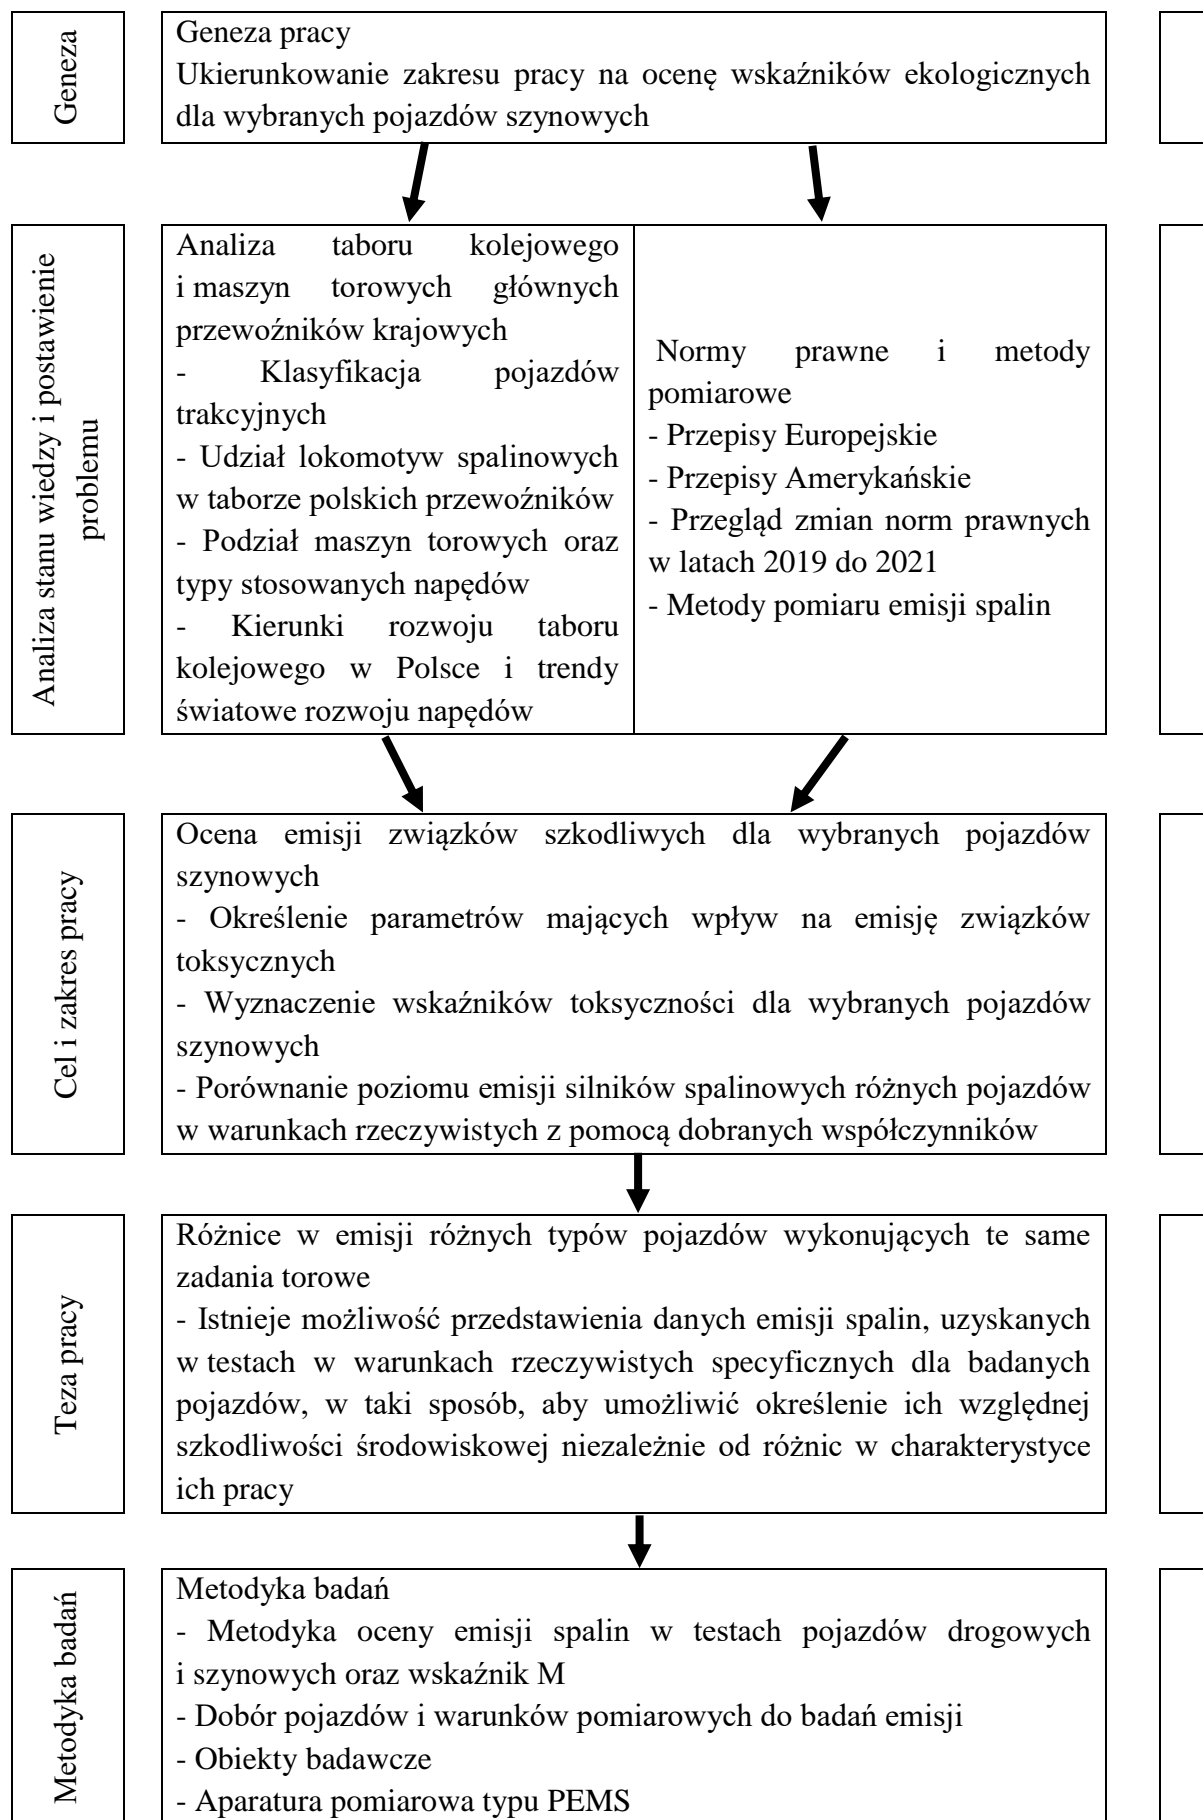 Geneza
Geneza pracy
Ukierunkowanie zakresu pracy na ocenę wskaźników ekologicznych
dla wybranych pojazdów szynowych
Analiza stanu wiedzy i postawienie
problemu
Analiza taboru kolejowego
i maszyn torowych głównych
przewoźników krajowych
- Klasyfikacja pojazdów
trakcyjnych
- Udział lokomotyw spalinowych
w taborze polskich przewoźników
- Podział maszyn torowych oraz
typy stosowanych napędów
- Kierunki rozwoju taboru
kolejowego w Polsce i trendy
światowe rozwoju napędów
Normy prawne i metody
pomiarowe
- Przepisy Europejskie
- Przepisy Amerykańskie
- Przegląd zmian norm prawnych
w latach 2019 do 2021
- Metody pomiaru emisji spalin
Cel i zakres pracy
Ocena emisji związków szkodliwych dla wybranych pojazdów
szynowych
- Określenie parametrów mających wpływ na emisję związków
toksycznych
- Wyznaczenie wskaźników toksyczności dla wybranych pojazdów
szynowych
- Porównanie poziomu emisji silników spalinowych różnych pojazdów
w warunkach rzeczywistych z pomocą dobranych współczynników
Teza pracy
Różnice w emisji różnych typów pojazdów wykonujących te same
zadania torowe
- Istnieje możliwość przedstawienia danych emisji spalin, uzyskanych
w testach w warunkach rzeczywistych specyficznych dla badanych
pojazdów, w taki sposób, aby umożliwić określenie ich względnej
szkodliwości środowiskowej niezależnie od różnic w charakterystyce
ich pracy
Metodyka badań
Metodyka badań
- Metodyka oceny emisji spalin w testach pojazdów drogowych
i szynowych oraz wskaźnik M
- Dobór pojazdów i warunków pomiarowych do badań emisji
- Obiekty badawcze
- Aparatura pomiarowa typu PEMS